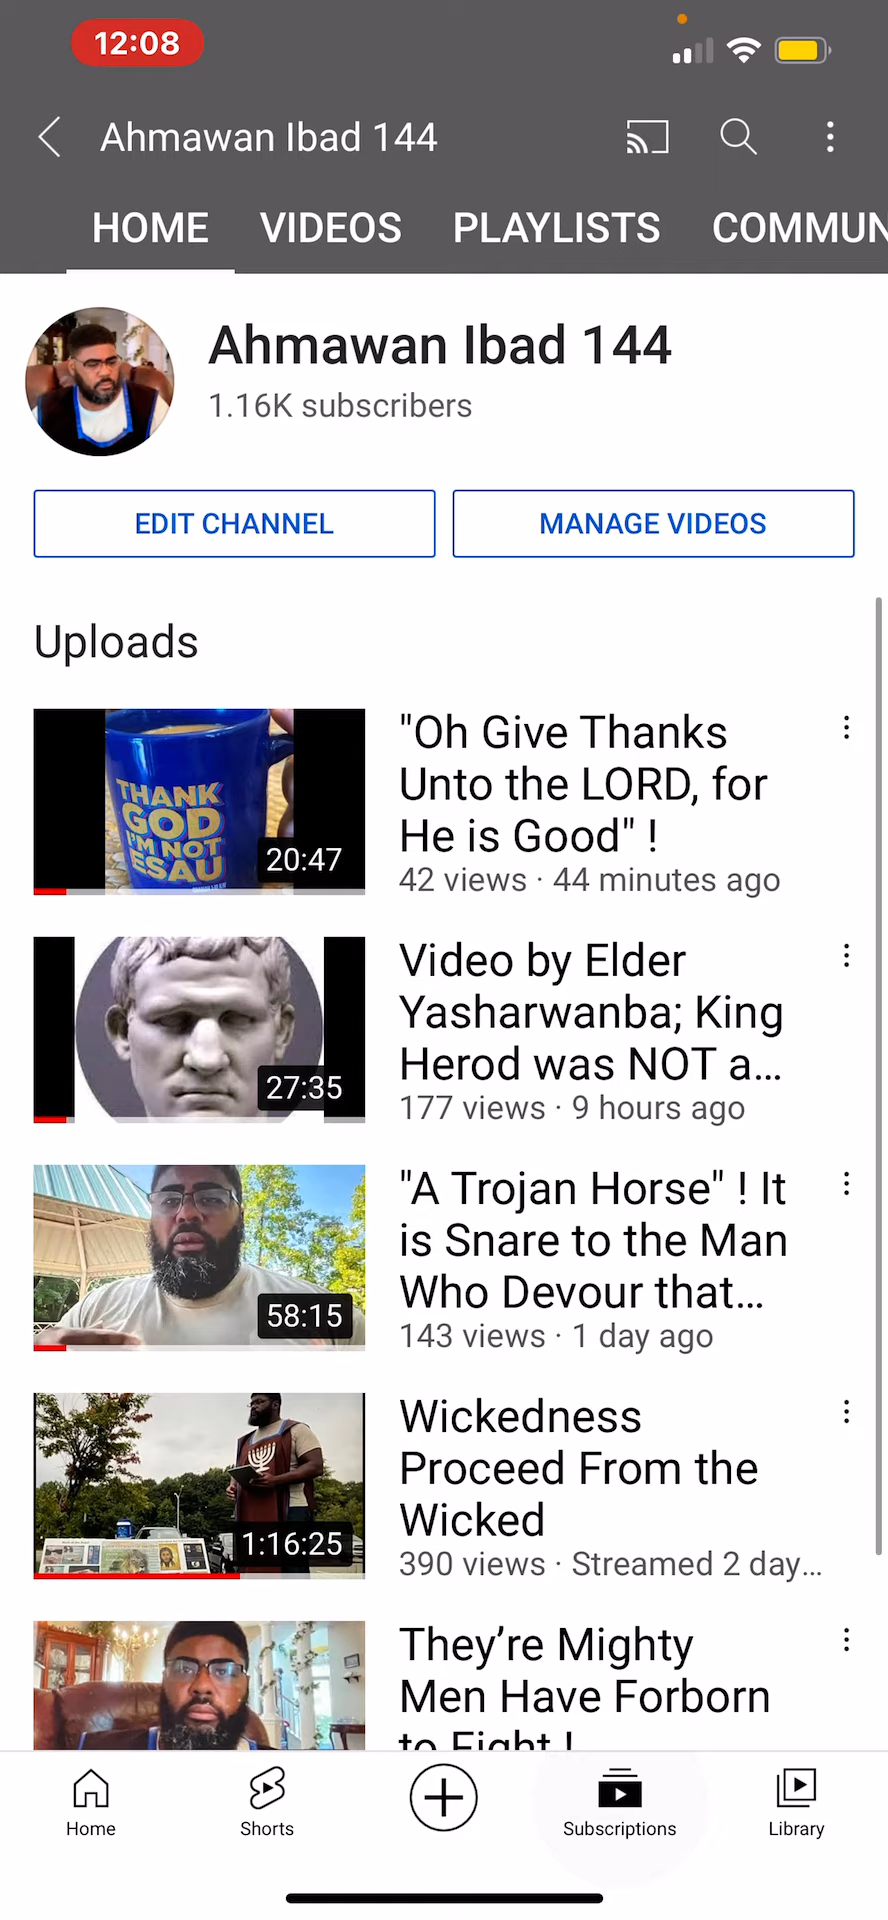 12:08
Ahmawan Ibad 144
HOME VIDEOS PLAYLISTS COMMUN
Ahmawan Ibad 144
1.16K subscribers
EDIT CHANNEL MANAGE VIDEOS
Uploads
THANK
GOD
I'M NOT
ESAU
20:47
"Oh Give Thanks
Unto the LORD, for
He is Good" !
42 views · 44 minutes ago
27:35
Video by Elder
Yasharwanba; King
Herod was NOT a...
177 views · 9 hours ago
58:15
"A Trojan Horse" ! It
is Snare to the Man
Who Devour that...
143 views · 1 day ago
1:16:25
Wickedness
Proceed From the
Wicked
390 views · Streamed 2 day...
They’re Mighty
Men Have Forborn
to Fight !
Home Shorts Subscriptions Library